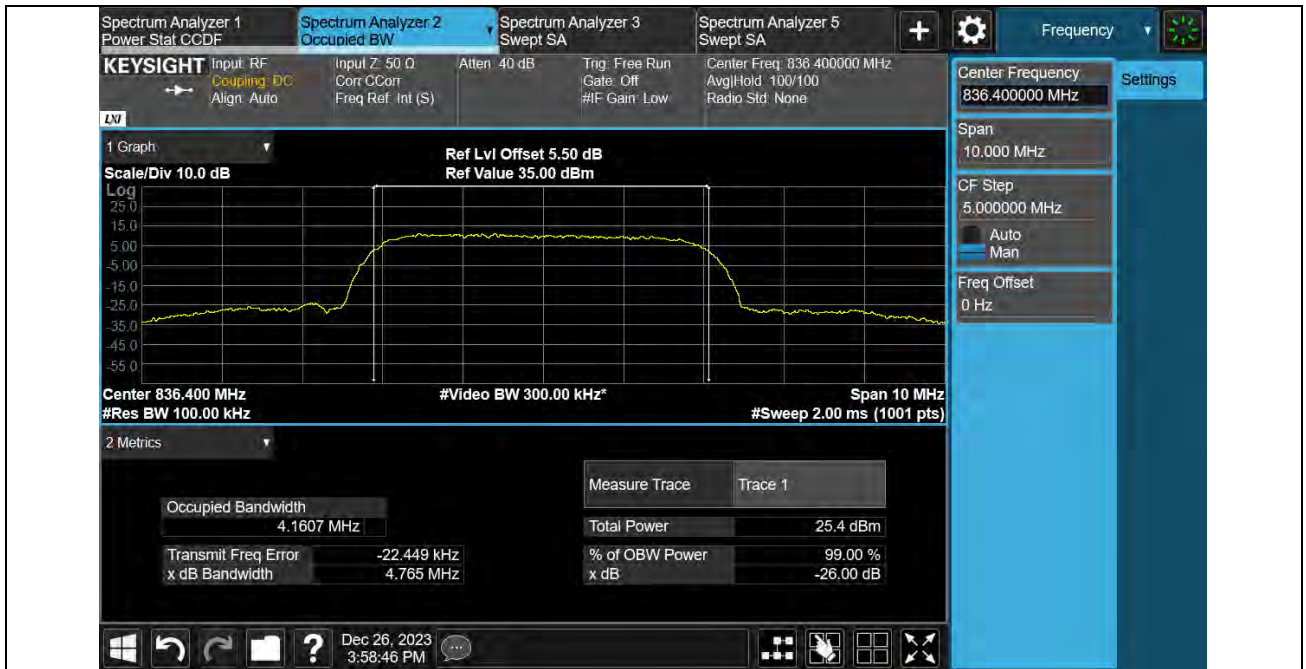 Spectrum Analyzer 1
Power Stat CCDF
Spectrum Analyzer 2
Occupied BW
Spectrum Analyzer 3
Swept SA
Spectrum Analyzer 5
Swept SA
Frequency
KEYSIGHT
Input: RF
Coupling: DC
Align: Auto
Input Z: 50 Ω
Corr CCorr
Freq Ref: Int (S)
Atten: 40 dB
Trig: Free Run
Gate: Off
#IF Gain: Low
Center Freq: 836.400000 MHz
Avg|Hold: 100/100
Radio Std: None
LXI
Center Frequency
836.400000 MHz
Settings
Span
10.000 MHz
CF Step
5.000000 MHz
Auto
Man
Freq Offset
0 Hz
1 Graph
Scale/Div 10.0 dB
Ref Lvl Offset 5.50 dB
Ref Value 35.00 dBm
Log
25.0
15.0
5.00
-5.00
-15.0
-25.0
-35.0
-45.0
-55.0
Center 836.400 MHz
#Video BW 300.00 kHz*
Span 10 MHz
#Res BW 100.00 kHz
#Sweep 2.00 ms (1001 pts)
2 Metrics
Measure Trace Trace 1
Occupied Bandwidth
4.1607 MHz
Total Power 25.4 dBm
Transmit Freq Error -22.449 kHz
% of OBW Power 99.00 %
x dB Bandwidth 4.765 MHz
x dB -26.00 dB
Dec 26, 2023
3:58:46 PM